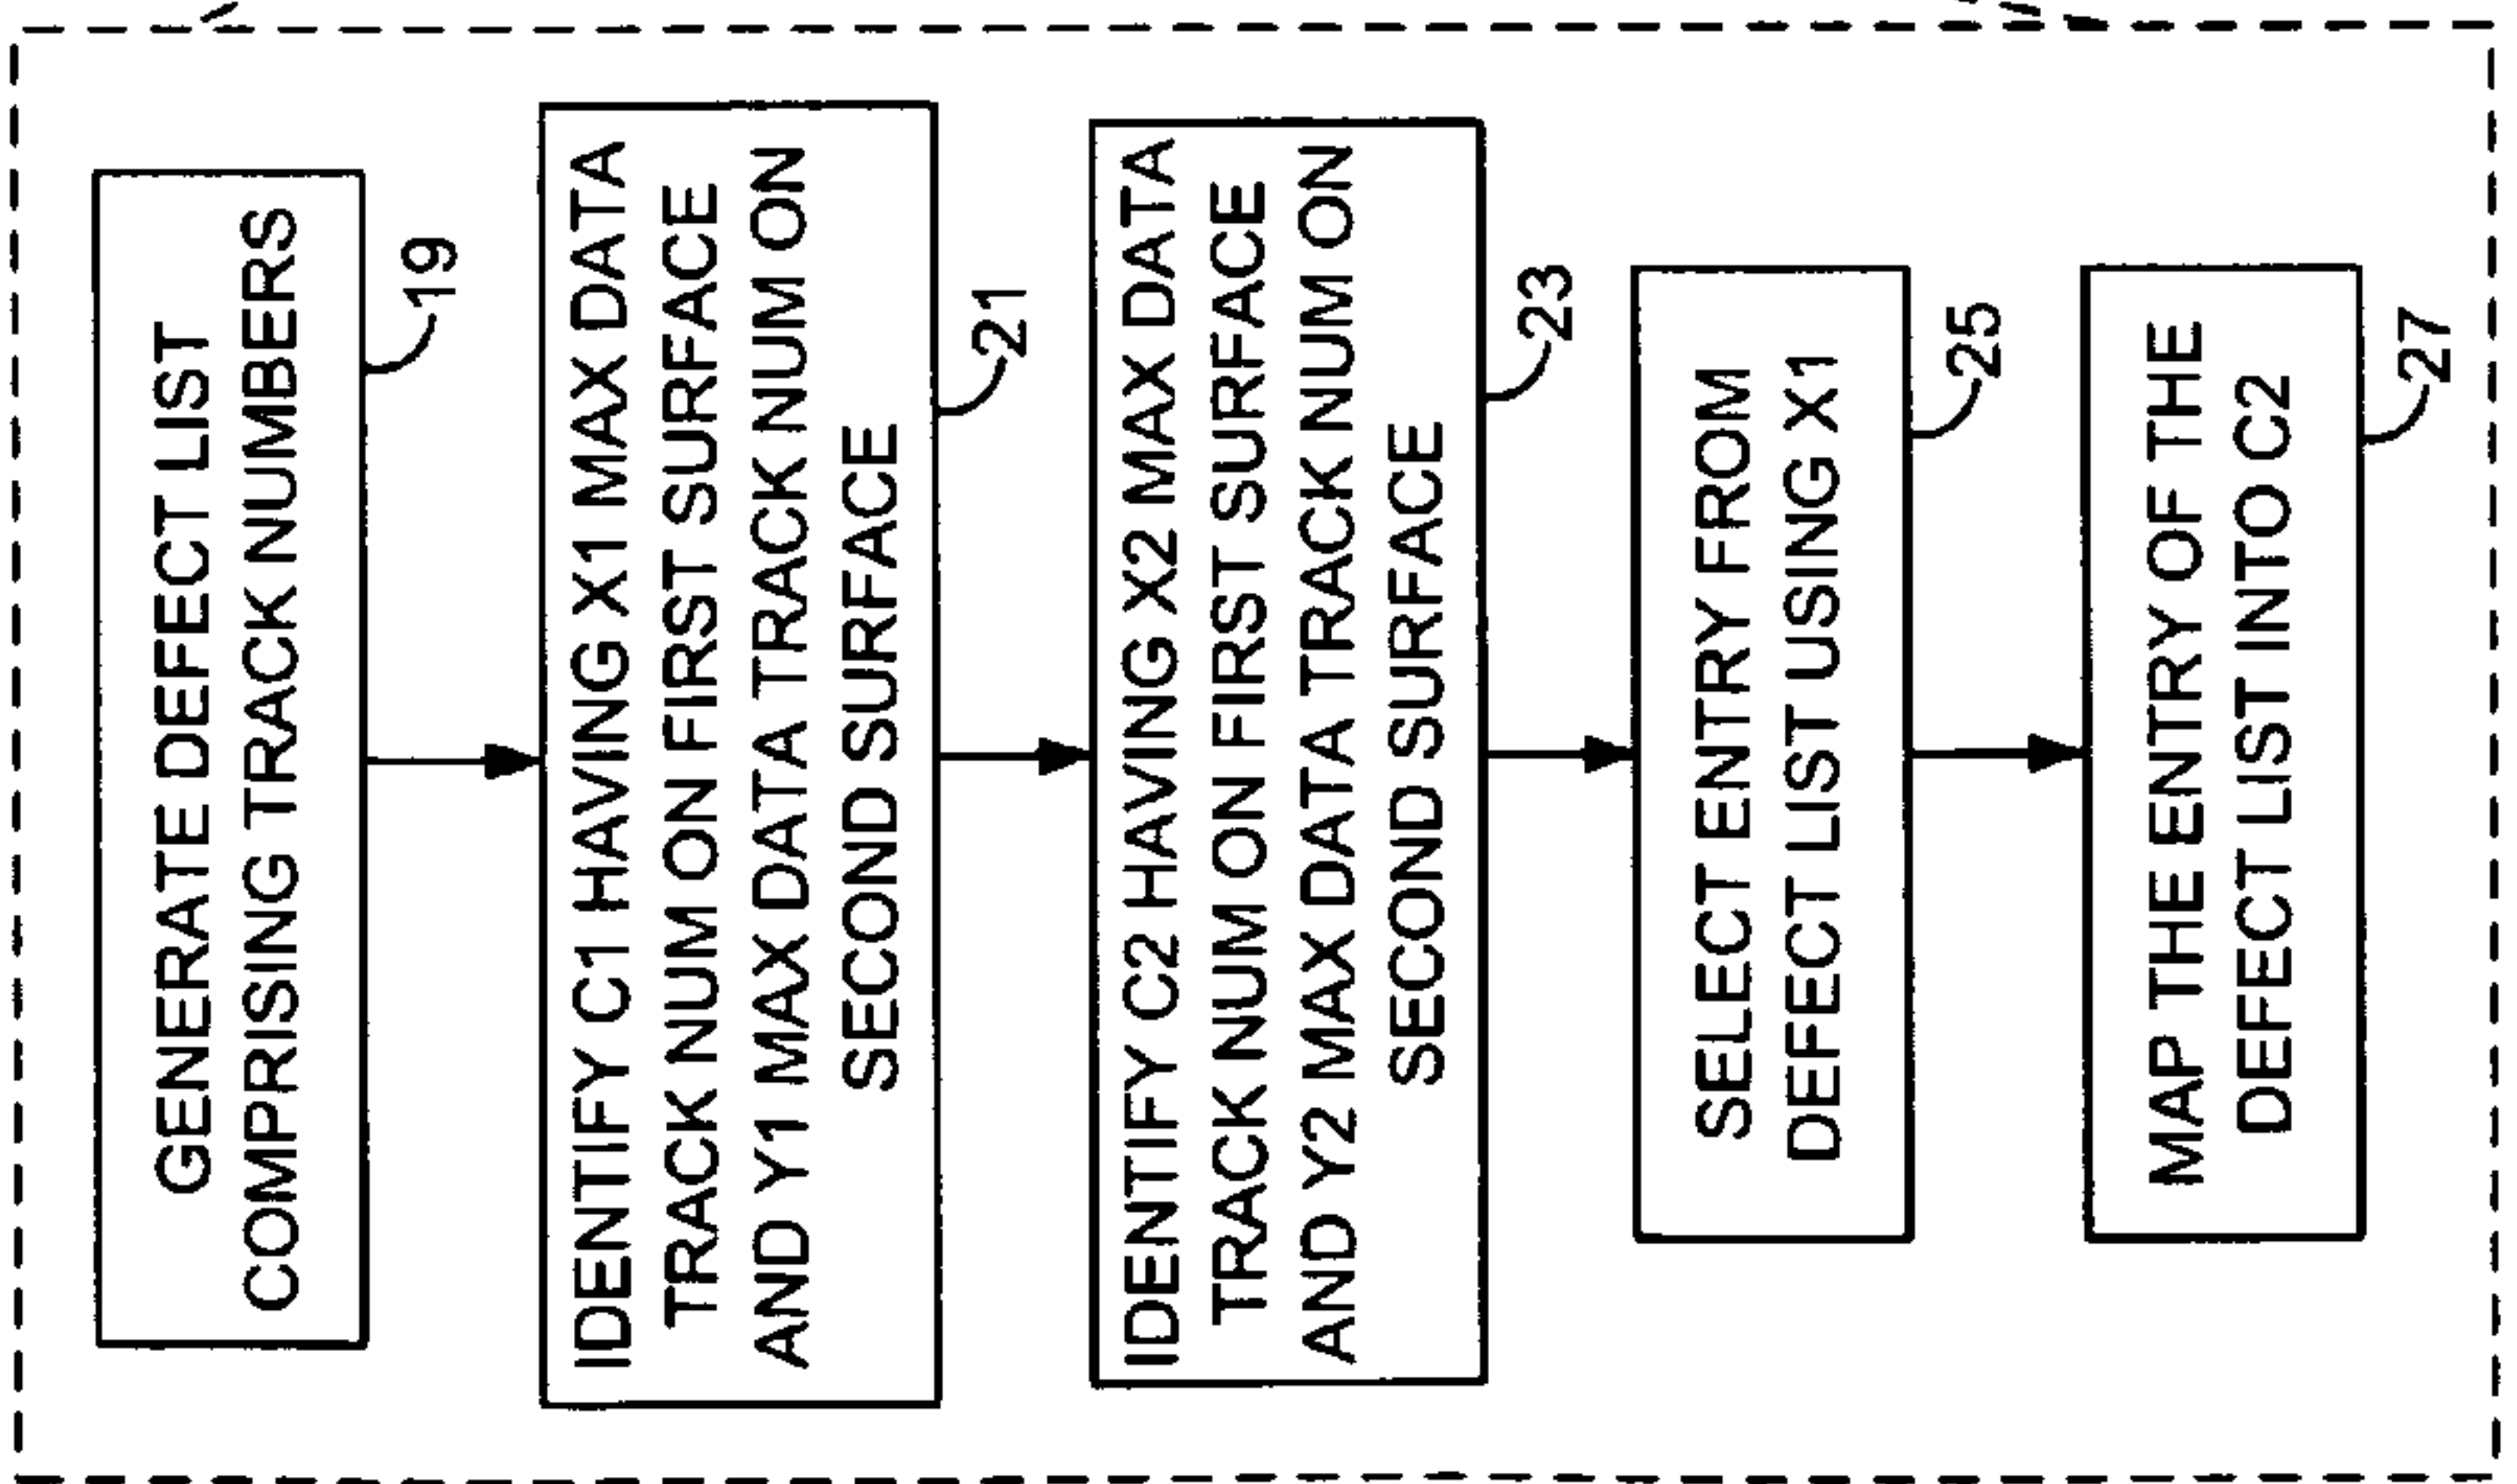 GENERATE DEFECT LIST
COMPRISING TRACK NUMBERS
19
IDENTIFY C1 HAVING X1 MAX DATA
TRACK NUM ON FIRST SURFACE
AND Y1 MAX DATA TRACK NUM ON
SECOND SURFACE
21
IDENTIFY C2 HAVING X2 MAX DATA
TRACK NUM ON FIRST SURFACE
AND Y2 MAX DATA TRACK NUM ON
SECOND SURFACE
23
SELECT ENTRY FROM
DEFECT LIST USING X1
25
MAP THE ENTRY OF THE
DEFECT LIST INTO C2
27